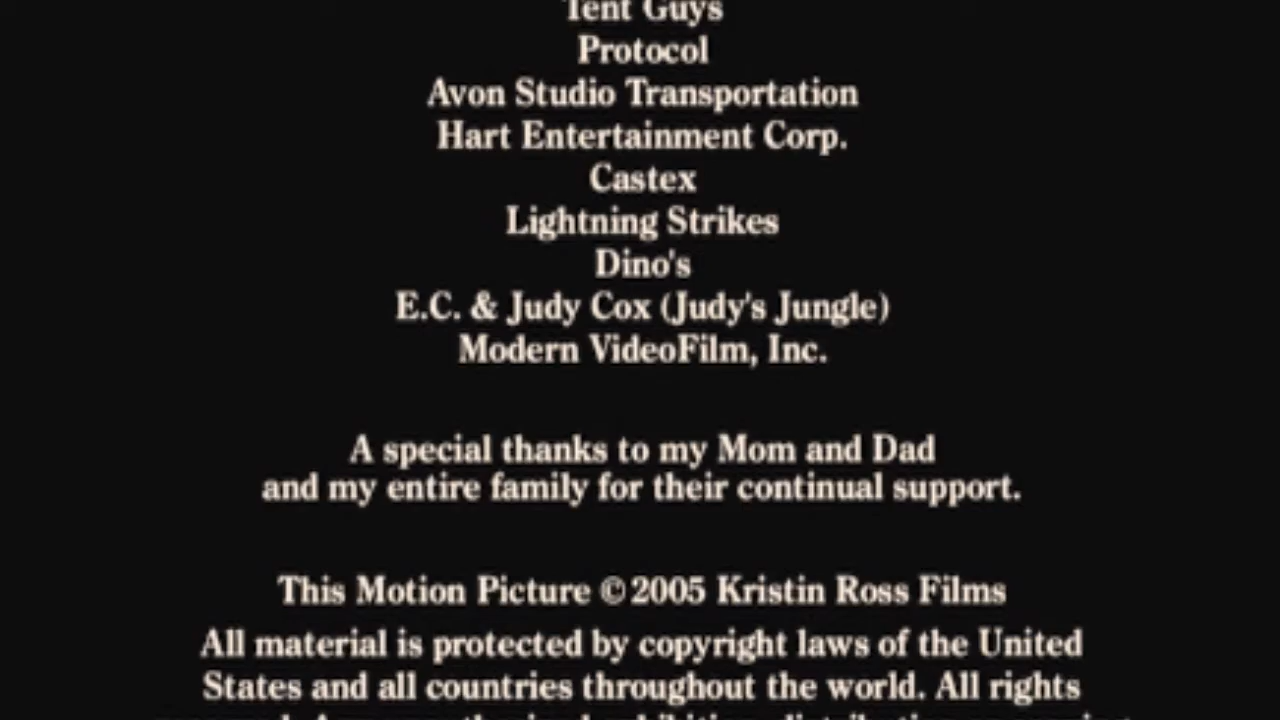 Tent Guys
Protocol
Avon Studio Transportation
Hart Entertainment Corp.
Castex
Lightning Strikes
Dino's
E.C. & Judy Cox (Judy's Jungle)
Modern VideoFilm, Inc.
A special thanks to my Mom and Dad
and my entire family for their continual support.
This Motion Picture ©2005 Kristin Ross Films
All material is protected by copyright laws of the United
States and all countries throughout the world. All rights